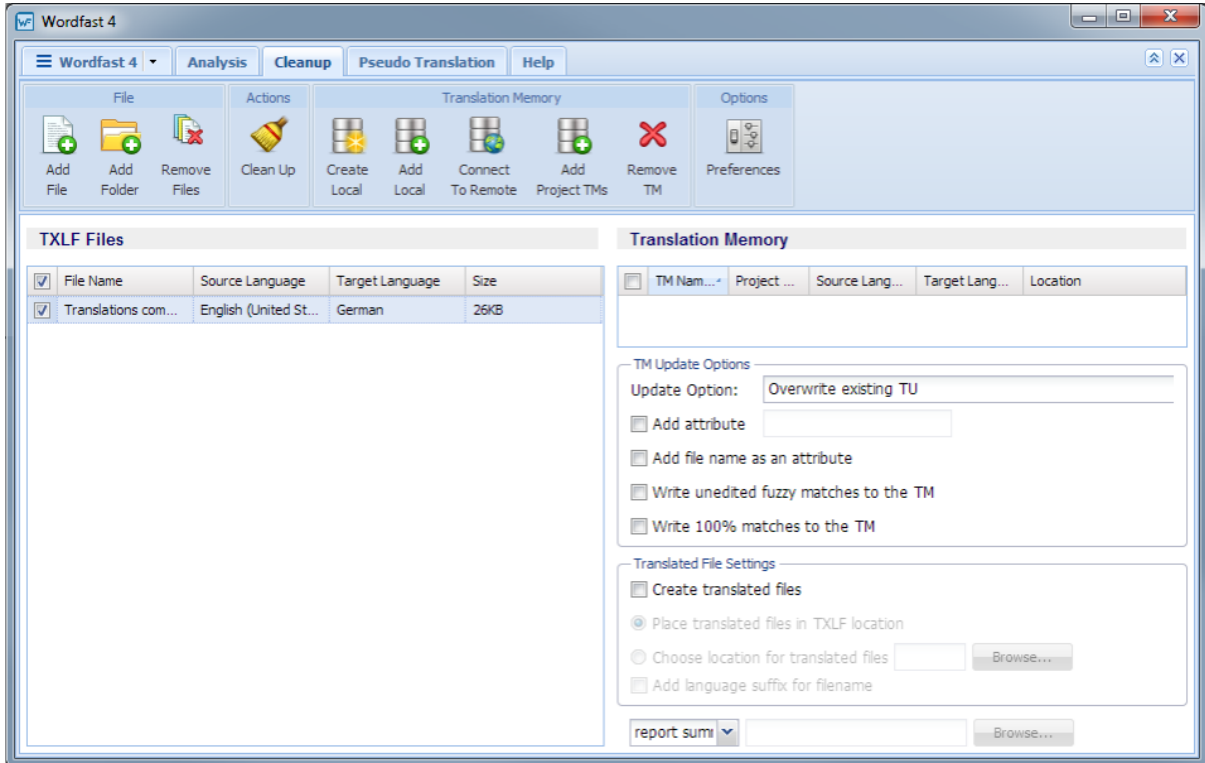 Wordfast 4
Wordfast 4 Analysis Cleanup Pseudo Translation Help
File Actions Translation Memory Options
Add File
Add Folder
Remove Files
Clean Up
Create Local
Add Local
Connect To Remote
Add Project TMs
Remove TM
Preferences
TXLF Files
File Name Source Language Target Language Size
Translations com... English (United St... German 26KB
Translation Memory
TM Nam... Project ... Source Lang... Target Lang... Location
TM Update Options
Update Option: Overwrite existing TU
Add attribute
Add file name as an attribute
Write unedited fuzzy matches to the TM
Write 100% matches to the TM
Translated File Settings
Create translated files
Place translated files in TXLF location
Choose location for translated files Browse...
Add language suffix for filename
report sum Browse...